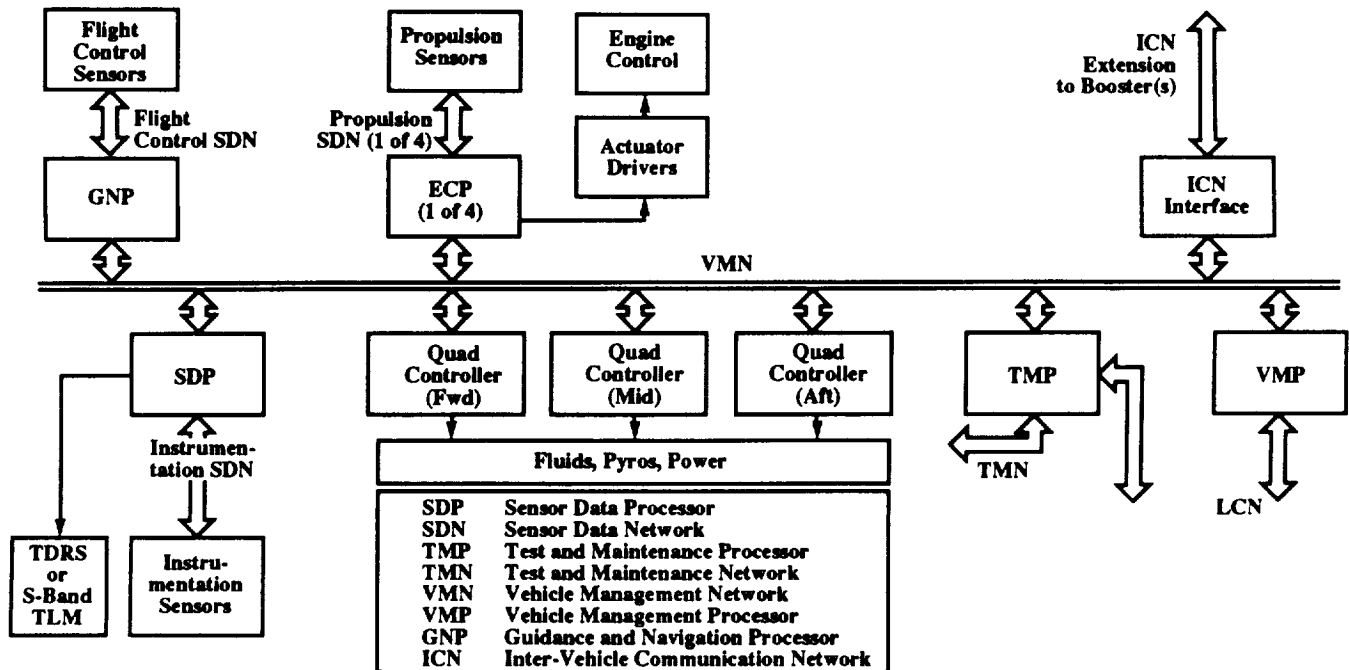 Flight
Control
Sensors
Flight
Control SDN
GNP
Propulsion
Sensors
Propulsion
SDN (1 of 4)
ECP
(1 of 4)
Engine
Control
Actuator
Drivers
ICN
Extension
to Booster(s)
ICN
Interface
VMN
SDP
Instrumen-
tation SDN
TDRS
or
S-Band
TLM
Instru-
mentation
Sensors
Quad
Controller
(Fwd)
Quad
Controller
(Mid)
Quad
Controller
(Aft)
Fluids, Pyros, Power
TMP
TMN
VMP
LCN
SDP Sensor Data Processor
SDN Sensor Data Network
TMP Test and Maintenance Processor
TMN Test and Maintenance Network
VMN Vehicle Management Network
VMP Vehicle Management Processor
GNP Guidance and Navigation Processor
ICN Inter-Vehicle Communication Network